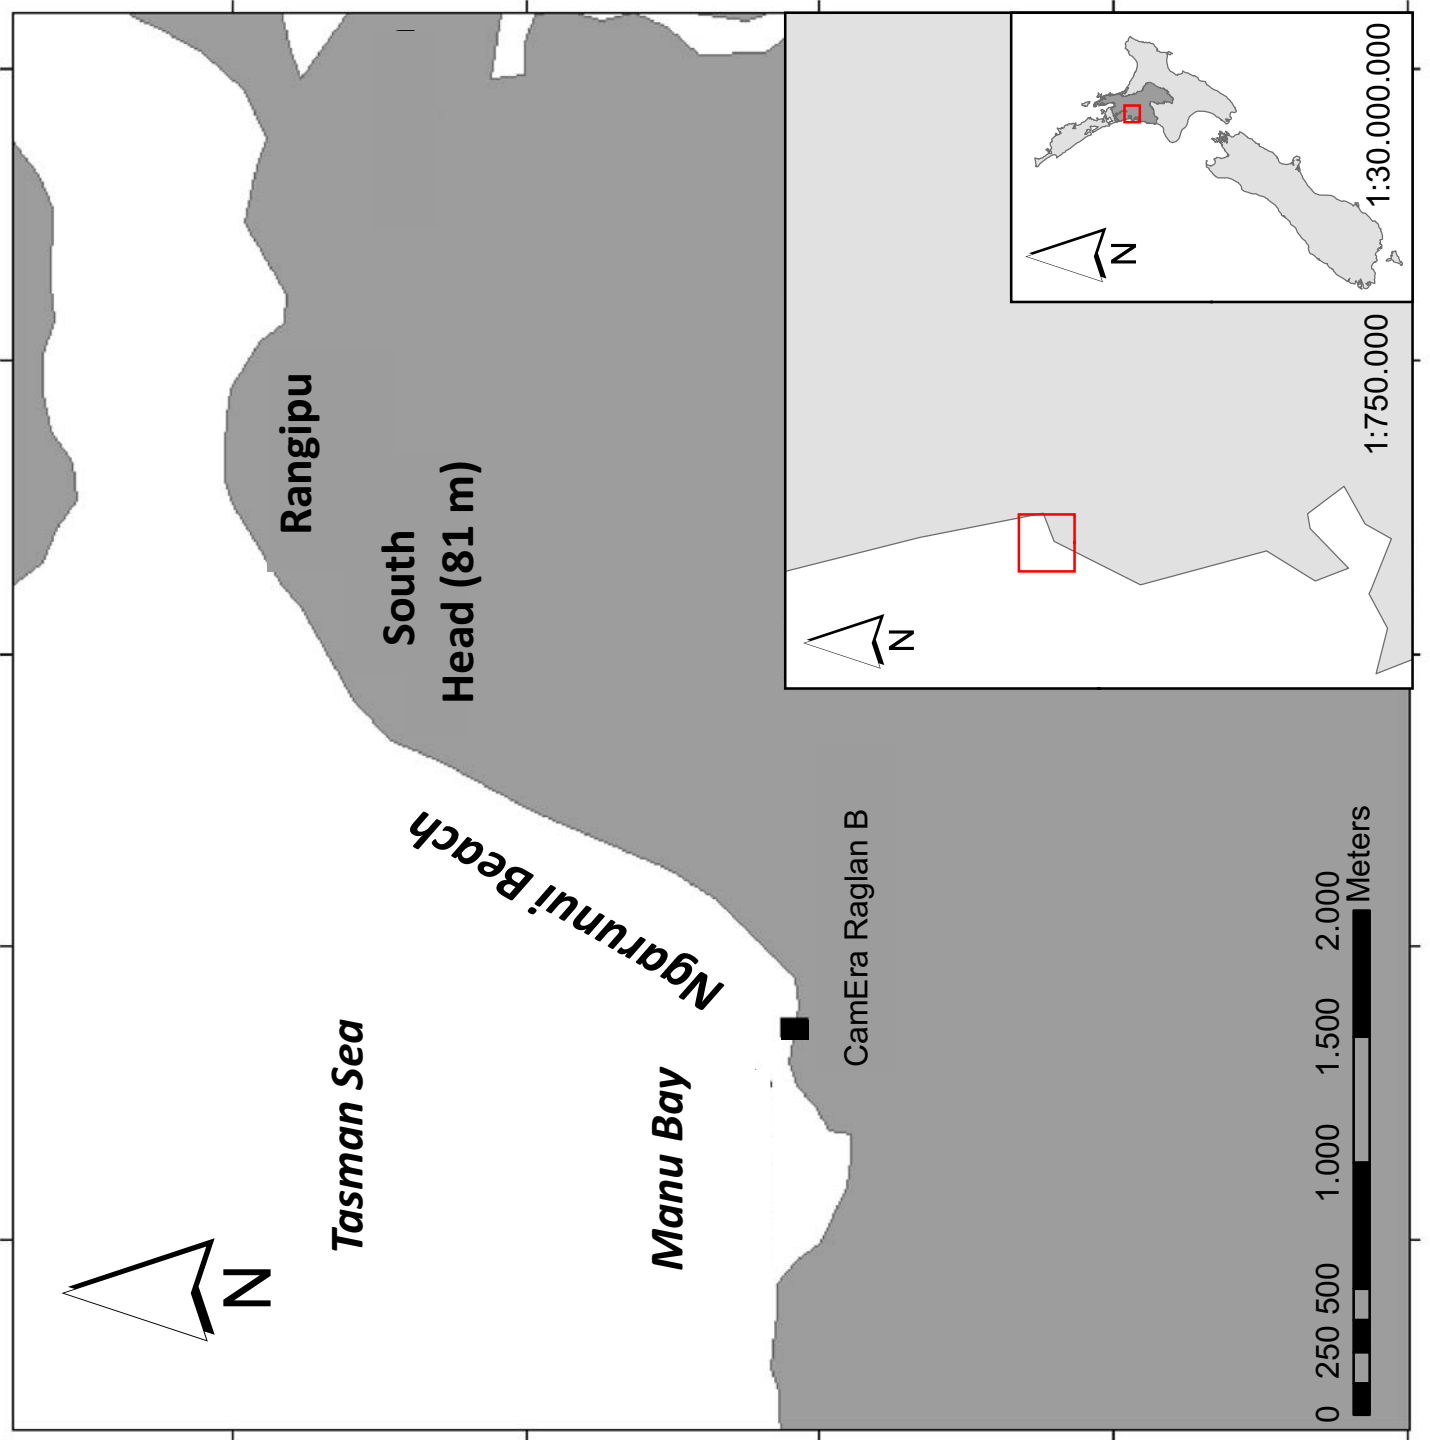 Rangipu
South
Head (81 m)
Ngarunui Beach
Tasman Sea
Manu Bay
CamEra Raglan B
N
N
1:750.000
N
1:30.000.000
0 250 500 1.000 1.500 2.000
Meters